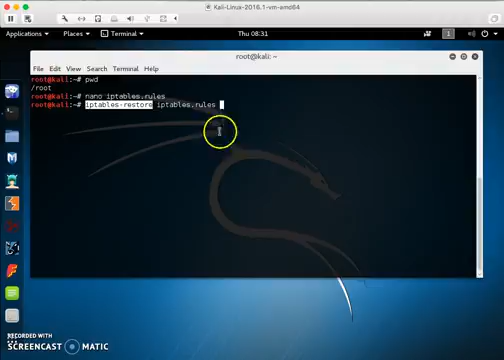 Kali-Linux-2016.1-vm-amd64
Applications
Places
Terminal
Thu 08:31
1
root@kali: ~
File Edit View Search Terminal Help
root@kali:~# pwd
/root
root@kali:~# nano iptables.rules
root@kali:~# iptables-restore iptables.rules
RECORDED WITH
SCREENCAST MATIC